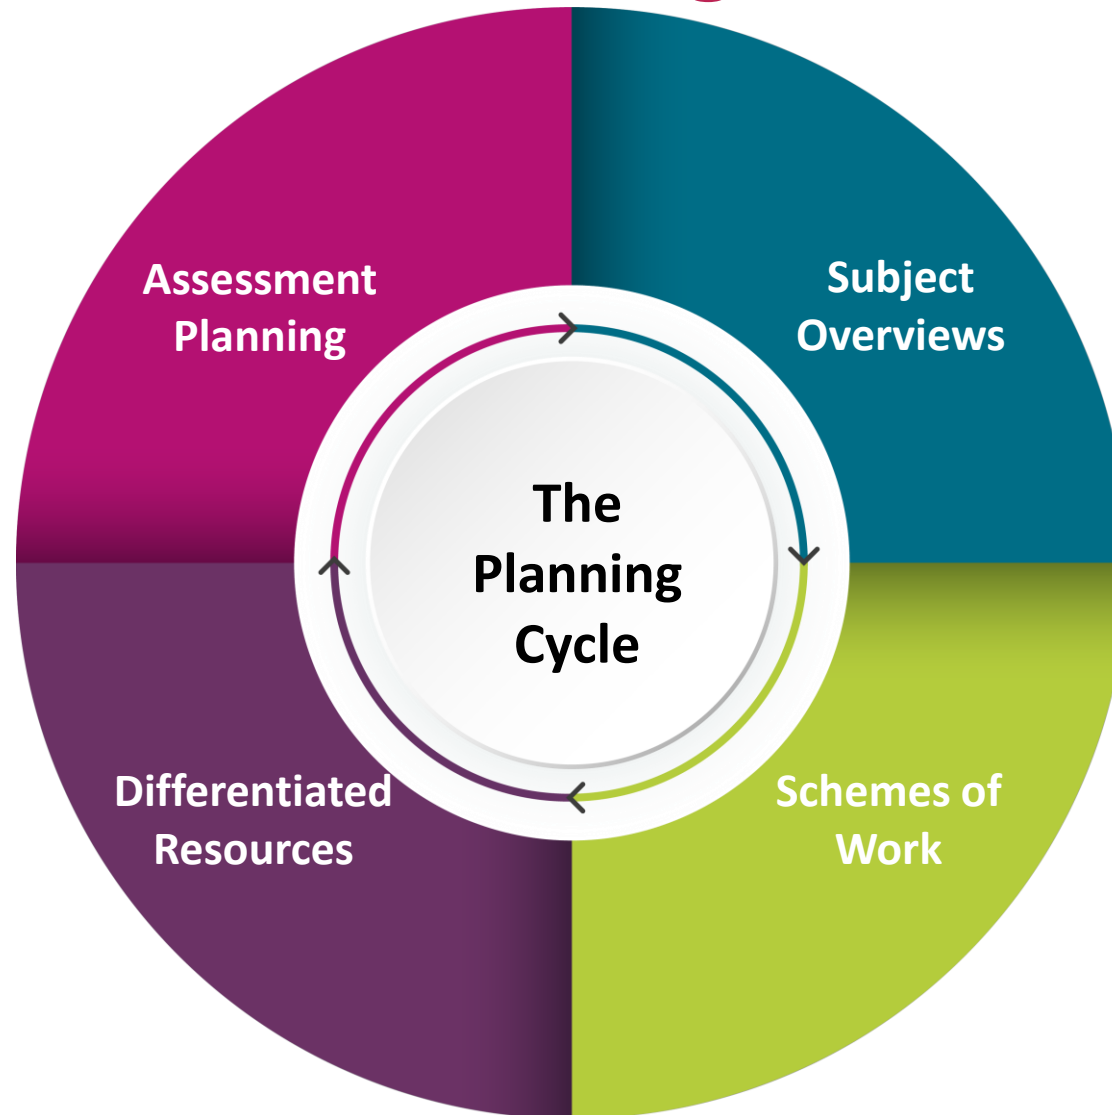 Assessment
Planning
Subject
Overviews
The
Planning
Cycle
Differentiated
Resources
Schemes of
Work